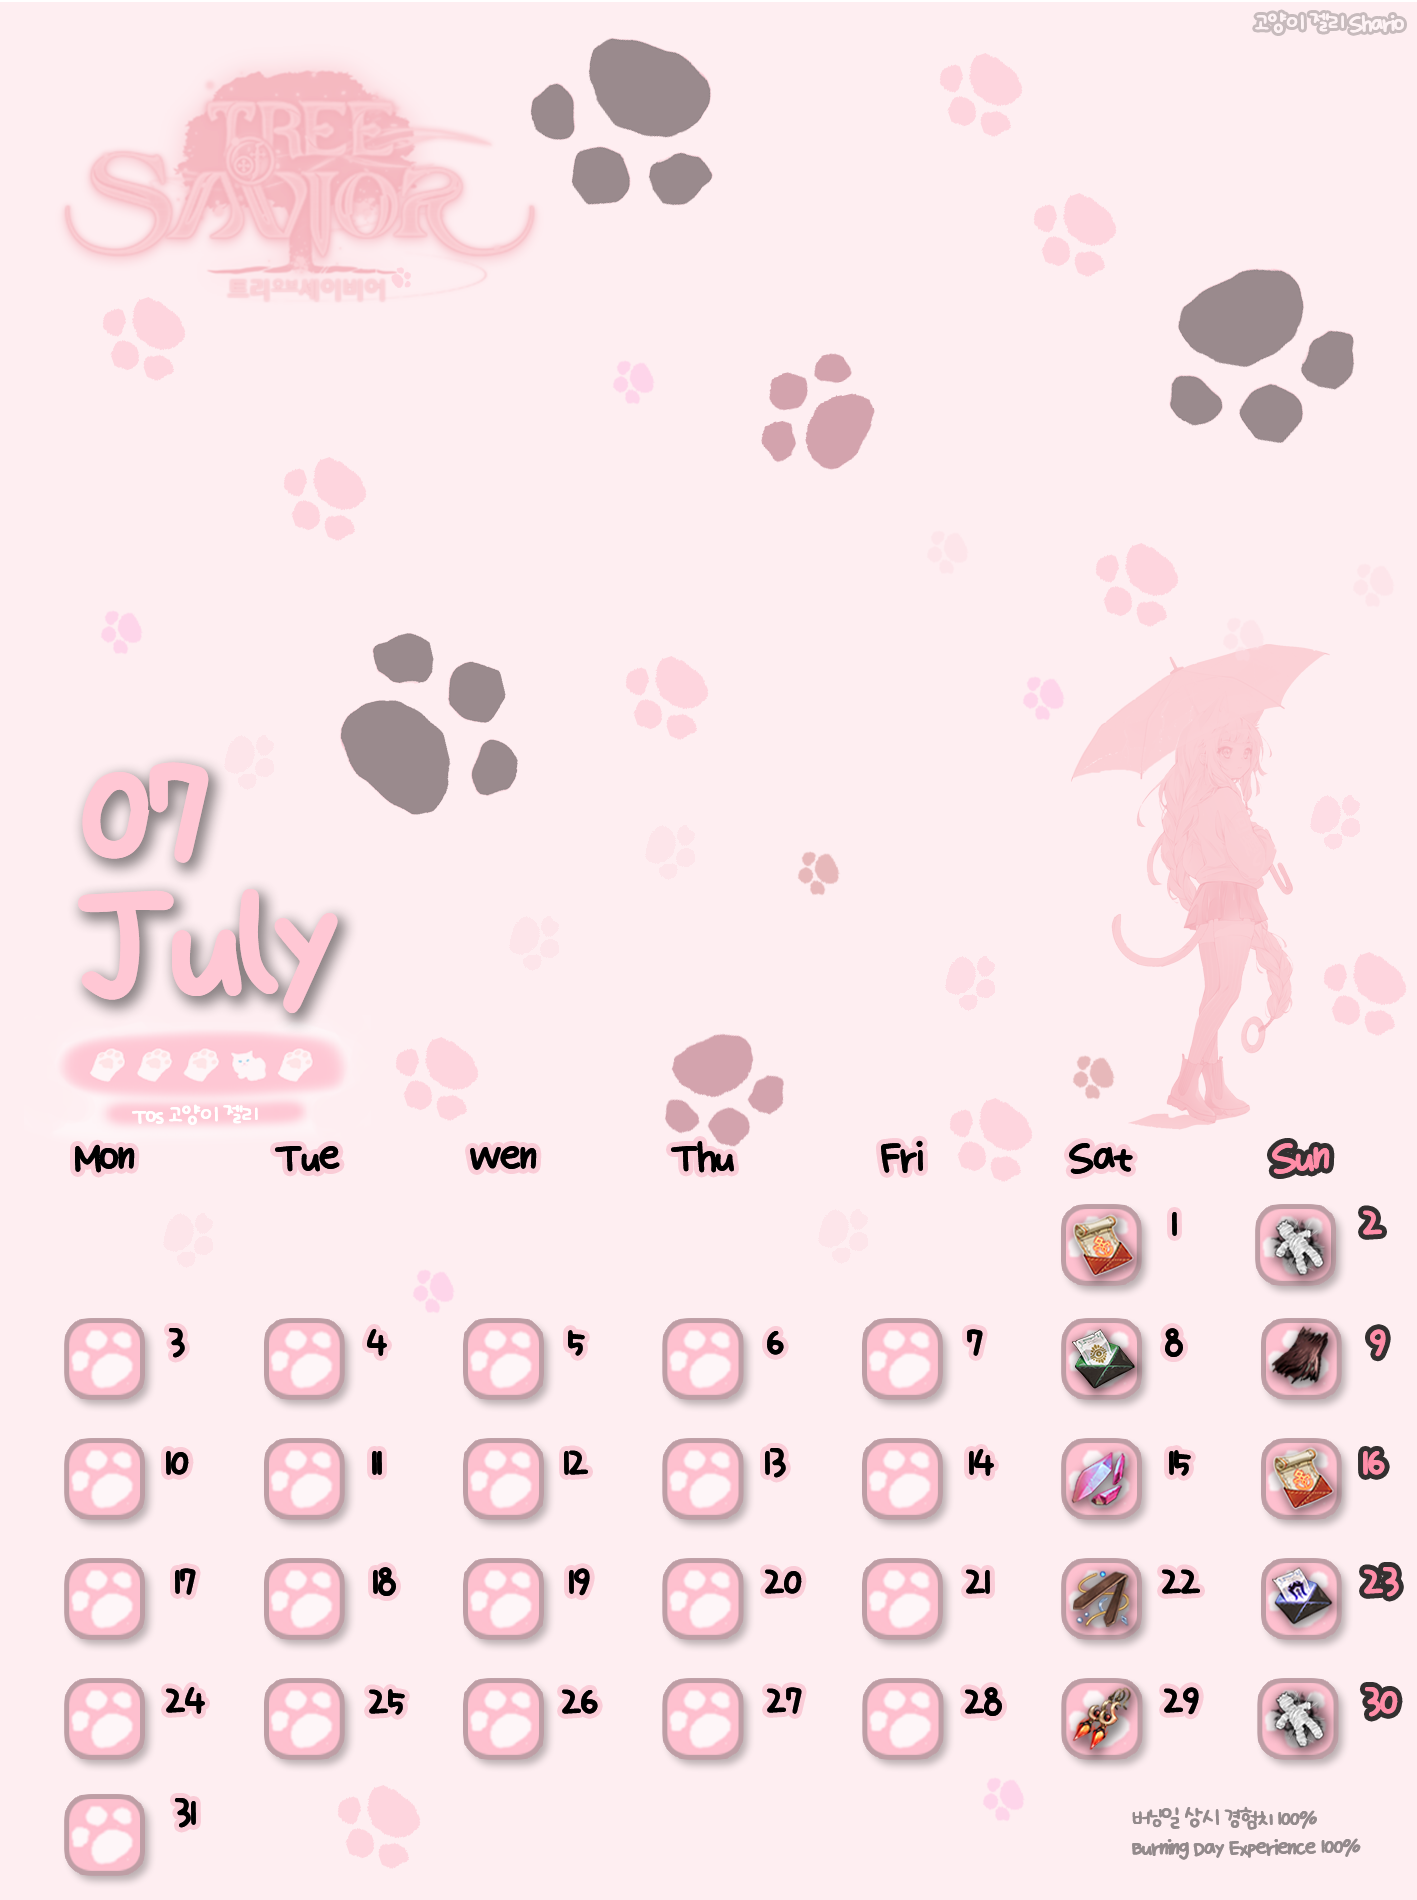 고양이 젤리 Shario
TREE
of
SAVIOR
트리오브세이비어
07
July
TOS 고양이 젤리
Mon Tue Wen Thu Fri Sat Sun
1 2
3 4 5 6 7 8 9
10 11 12 13 14 15 16
17 18 19 20 21 22 23
24 25 26 27 28 29 30
31
버닝일 상시 경험치 100%
Burning Day Experience 100%